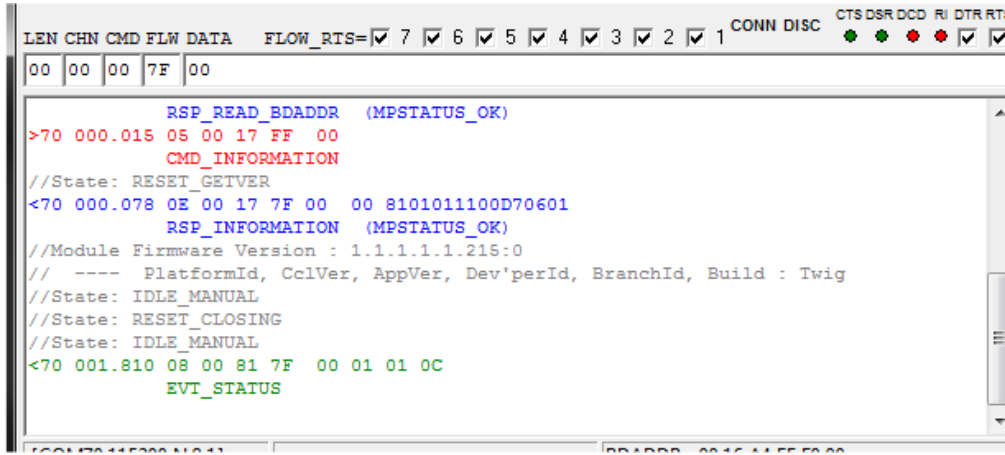 CTS DSR DCD RI DTR RTS
LEN CHN CMD FLW DATA FLOW_RTS= 7 6 5 4 3 2 1 CONN DISC
00 00 00 7F 00
RSP_READ_BDADDR (MPSTATUS_OK)
>70 000.015 05 00 17 FF 00
CMD_INFORMATION
//State: RESET_GETVER
<70 000.078 0E 00 17 7F 00 00 8101011100D70601
RSP_INFORMATION (MPSTATUS_OK)
//Module Firmware Version : 1.1.1.1.1.215:0
// ---- PlatformId, CclVer, AppVer, Dev'perId, BranchId, Build : Twig
//State: IDLE_MANUAL
//State: RESET_CLOSING
//State: IDLE_MANUAL
<70 001.810 08 00 81 7F 00 01 01 0C
EVT_STATUS